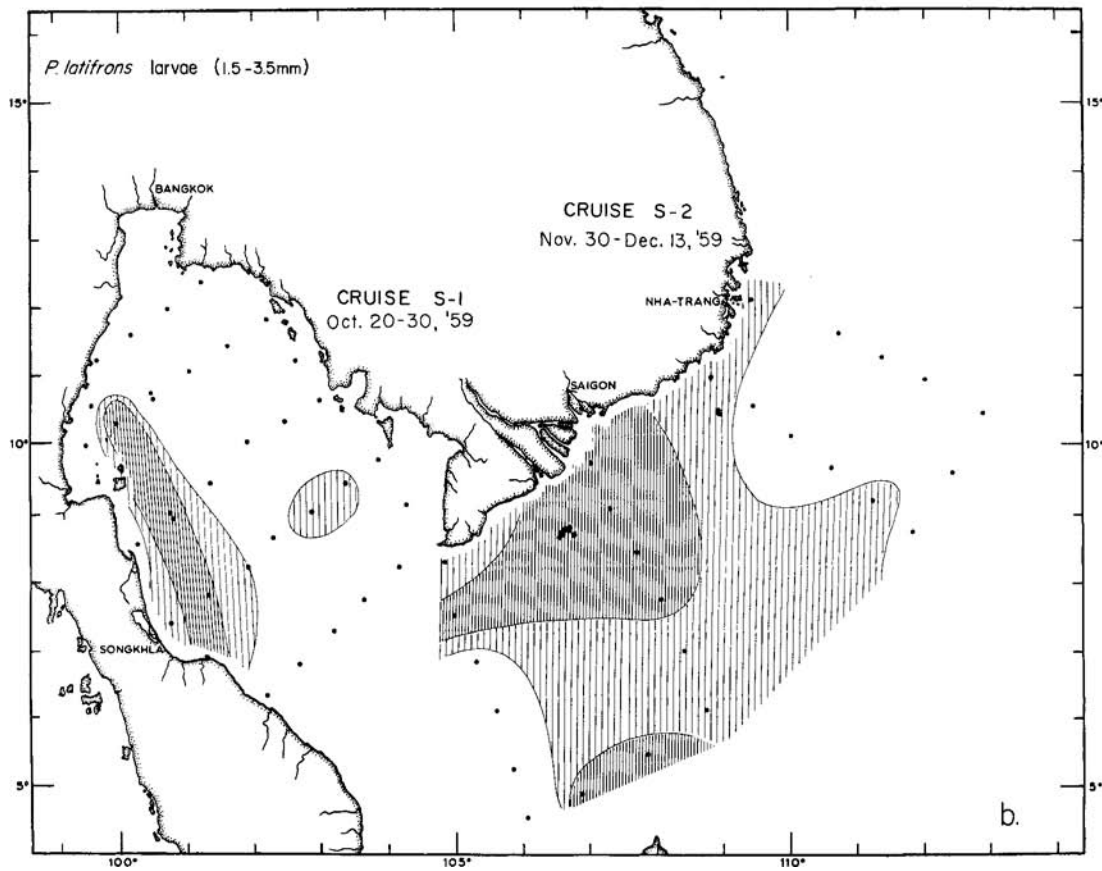 P. latifrons larvae (1.5-3.5mm)
15°
15°
BANGKOK
CRUISE S-2
Nov. 30-Dec. 13, '59
CRUISE S-1
Oct. 20-30, '59
NHA-TRANG
SAIGON
10°
10°
SONGKHLA
5°
5°
b.
100°
105°
110°